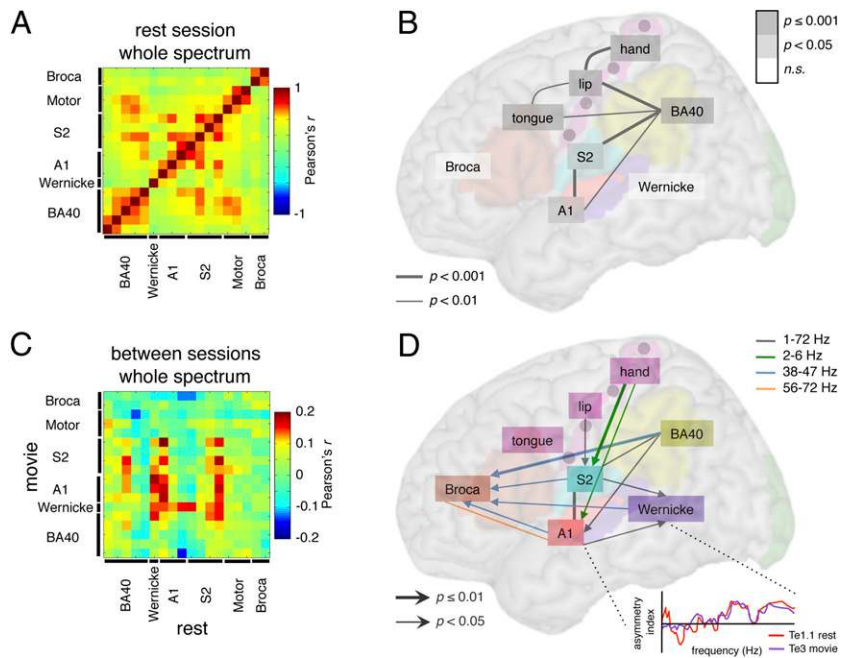 A
rest session
whole spectrum
Broca
Motor
S2
A1
Wernicke
BA40
1
-1
Pearson's r
BA40
Wernicke
A1
S2
Motor
Broca
B
p ≤ 0.001
p < 0.05
n.s.
hand
lip
tongue
BA40
S2
Broca
Wernicke
A1
p < 0.001
p < 0.01
C
between sessions
whole spectrum
movie
Broca
Motor
S2
A1
Wernicke
BA40
0.2
0.1
0
-0.1
-0.2
Pearson's r
BA40
Wernicke
A1
S2
Motor
Broca
rest
D
1-72 Hz
2-6 Hz
38-47 Hz
56-72 Hz
hand
lip
tongue
BA40
S2
Broca
Wernicke
A1
p ≤ 0.01
p < 0.05
asymmetry
index
frequency (Hz)
Te1.1 rest
Te3 movie